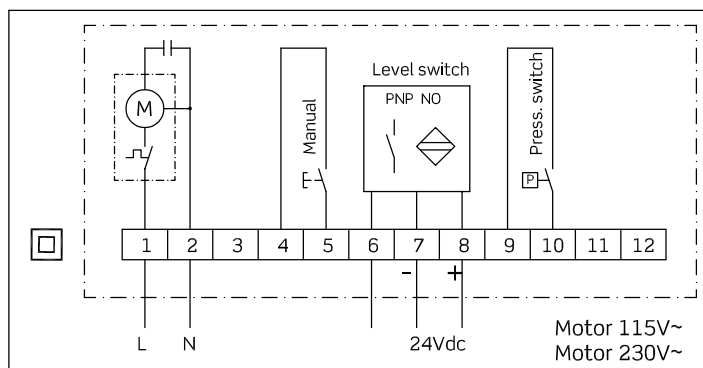 Level switch
PNP NO
M
Manual
Press. switch
P
1 2 3 4 5 6 7 8 9 10 11 12
- +
L N 24Vdc
Motor 115V~
Motor 230V~